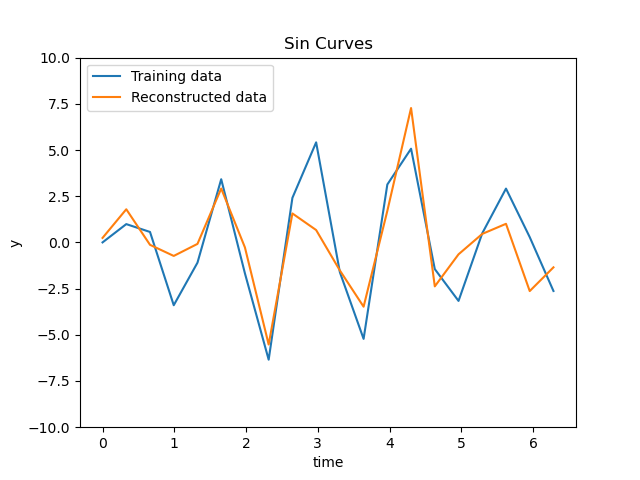 Sin Curves
Training data
Reconstructed data
10.0
7.5
5.0
2.5
0.0
−2.5
−5.0
−7.5
−10.0
y
0 1 2 3 4 5 6
time